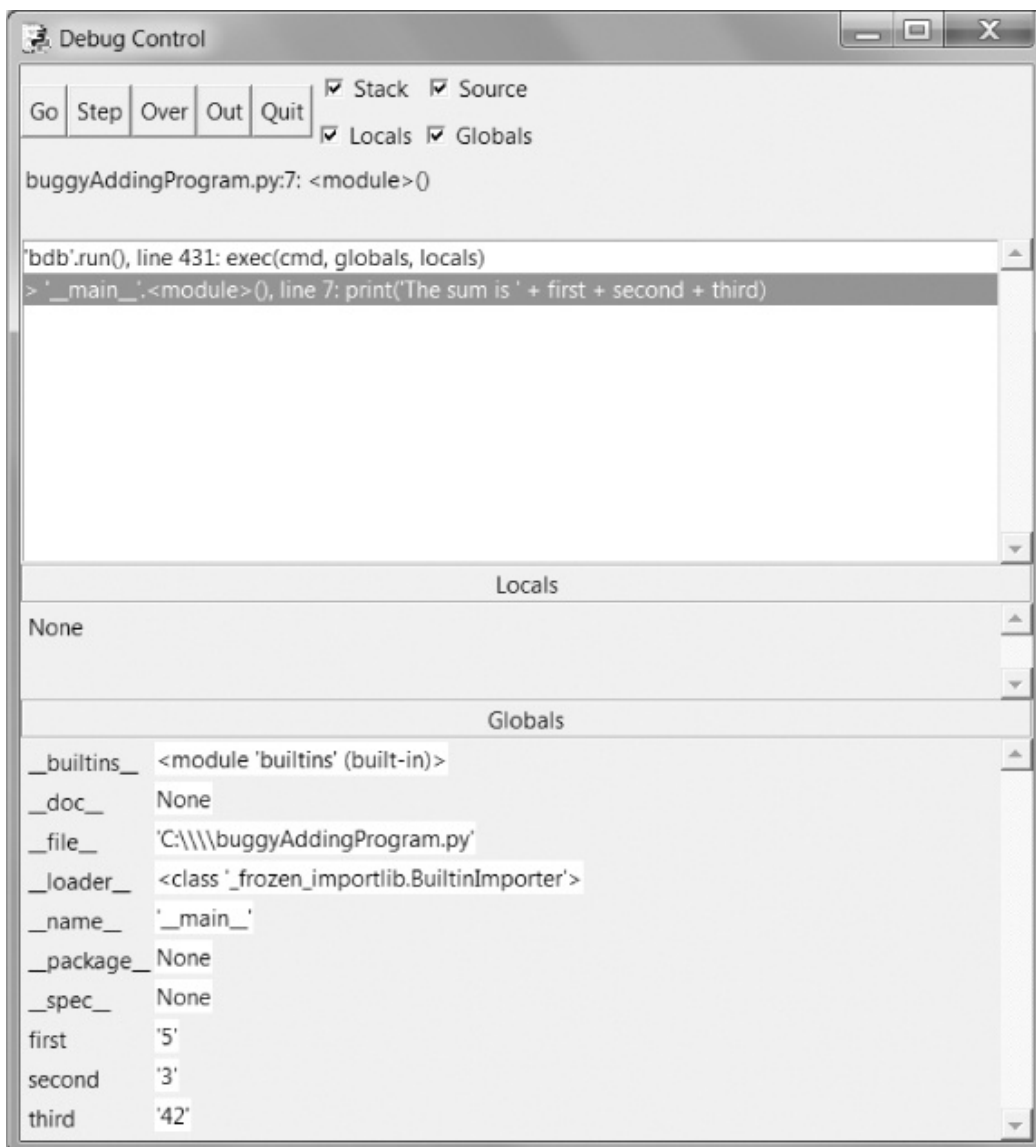 Debug Control
Go Step Over Out Quit
Stack Source
Locals Globals
buggyAddingProgram.py:7: <module>()
'bdb'.run(), line 431: exec(cmd, globals, locals)
> '__main__'.<module>(), line 7: print('The sum is ' + first + second + third)
Locals
None
Globals
__builtins__ <module 'builtins' (built-in)>
__doc__ None
__file__ 'C:\\\\buggyAddingProgram.py'
__loader__ <class '_frozen_importlib.BuiltinImporter'>
__name__ '__main__'
__package__ None
__spec__ None
first '5'
second '3'
third '42'